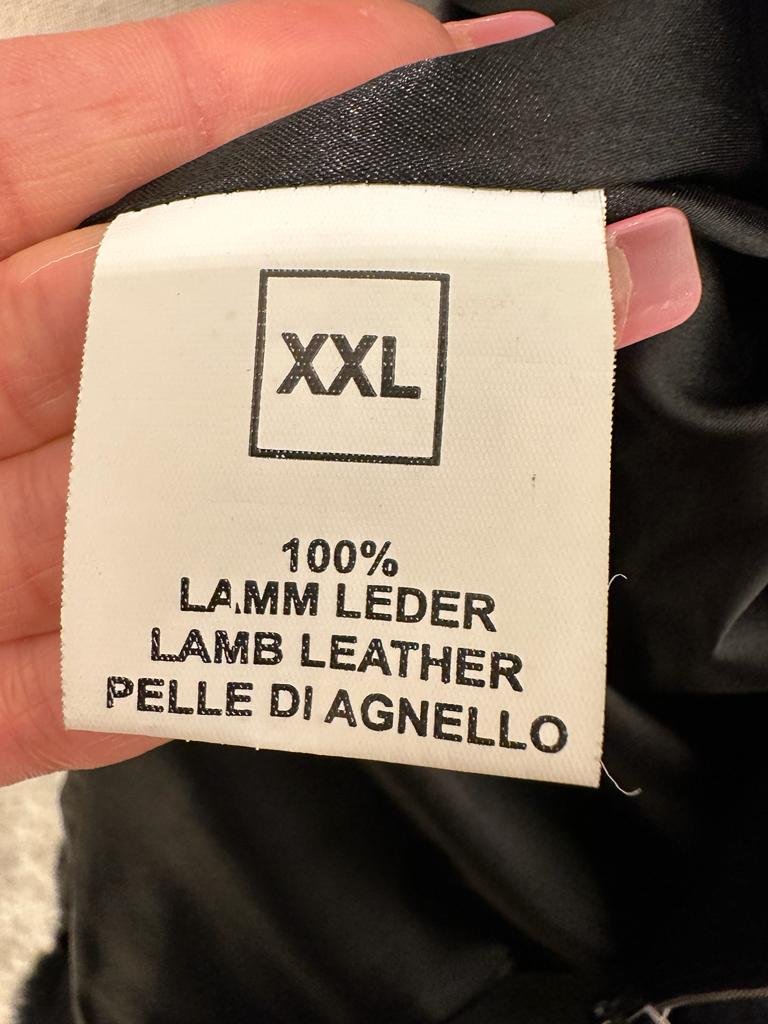 XXL
100%
LAMM LEDER
LAMB LEATHER
PELLE DI AGNELLO